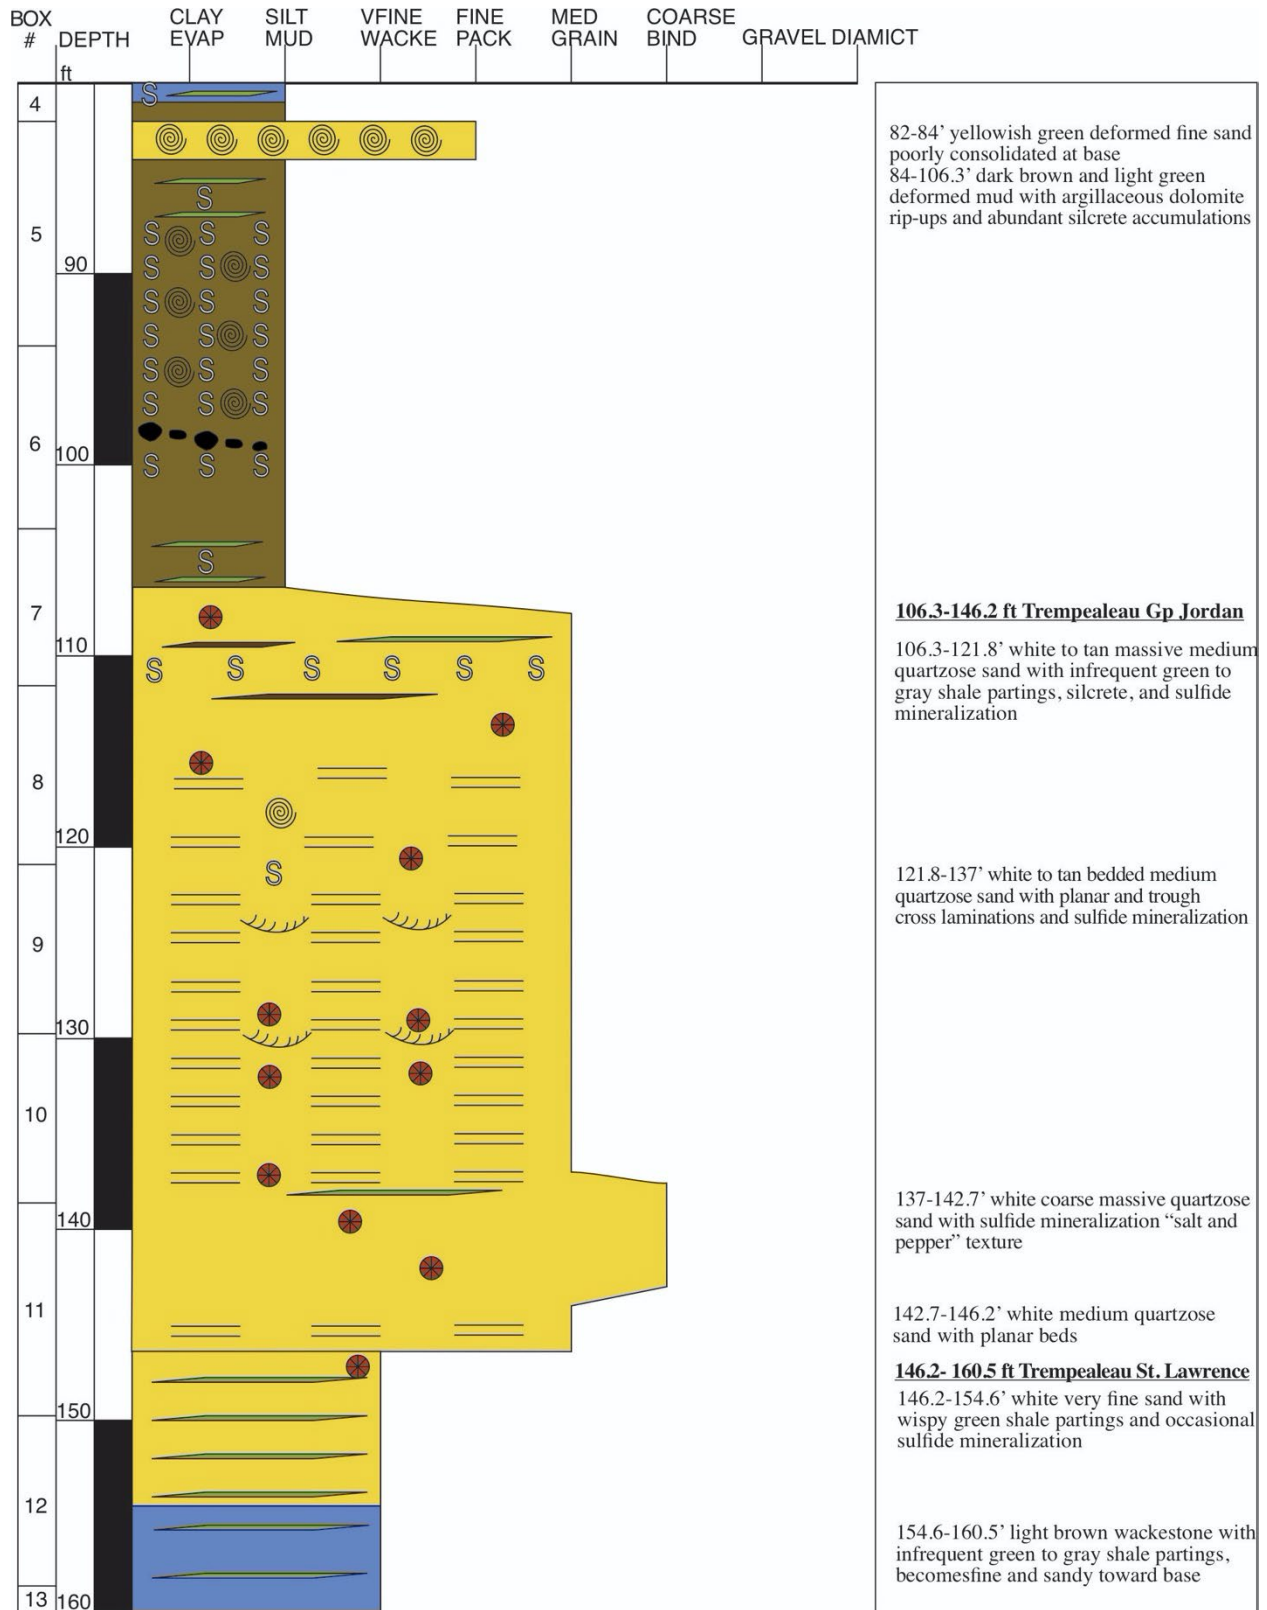 BOX
#
DEPTH
CLAY
EVAP
SILT
MUD
VFINE
WACKE
FINE
PACK
MED
GRAIN
COARSE
BIND
GRAVEL
DIAMICT
ft
4
S
82-84’ yellowish green deformed fine sand
poorly consolidated at base
84-106.3’ dark brown and light green
deformed mud with argillaceous dolomite
rip-ups and abundant silcrete accumulations
S
5
S S S
90
S S S
S S S
S S S
S S S
S S S
6
100
S S S
S
7
106.3-146.2 ft Trempealeau Gp Jordan
110
106.3-121.8’ white to tan massive medium
quartzose sand with infrequent green to
gray shale partings, silcrete, and sulfide
mineralization
S S S S S S
8
120
S
121.8-137’ white to tan bedded medium
quartzose sand with planar and trough
cross laminations and sulfide mineralization
9
130
10
137-142.7’ white coarse massive quartzose
sand with sulfide mineralization “salt and
pepper” texture
140
11
142.7-146.2’ white medium quartzose
sand with planar beds
146.2- 160.5 ft Trempealeau St. Lawrence
146.2-154.6’ white very fine sand with
wispy green shale partings and occasional
sulfide mineralization
150
12
154.6-160.5’ light brown wackestone with
infrequent green to gray shale partings,
becomesfine and sandy toward base
13
160